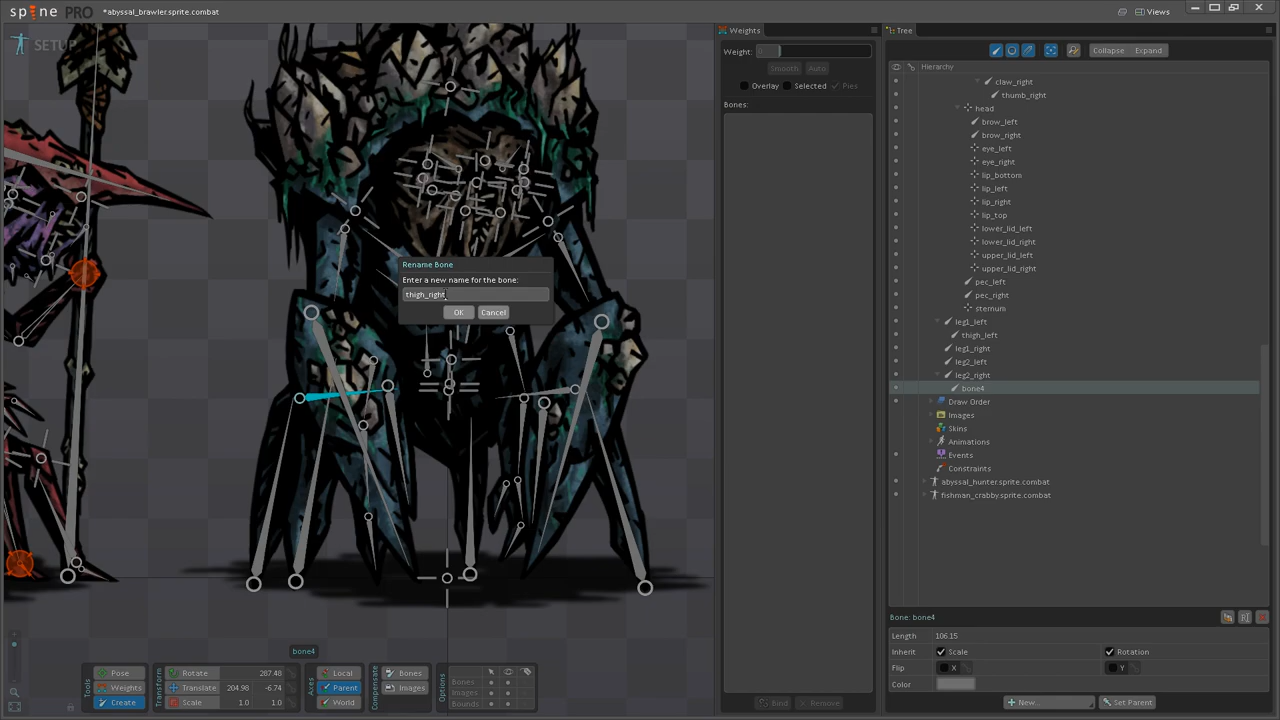 spine PRO
*abyssal_brawler.sprite.combat
Views
SETUP
Weights
Weight: 0
Smooth
Auto
Overlay
Selected
Pies
Bones:
Tree
Collapse
Expand
Hierarchy
claw_right
thumb_right
head
brow_left
brow_right
eye_left
eye_right
lip_bottom
lip_left
lip_right
lip_top
lower_lid_left
lower_lid_right
upper_lid_left
upper_lid_right
pec_left
pec_right
sternum
leg1_left
thigh_left
leg1_right
leg2_left
leg2_right
bone4
Draw Order
Images
Skins
Animations
Events
Constraints
abyssal_hunter.sprite.combat
fishman_crabby.sprite.combat
Rename Bone
Enter a new name for the bone:
thigh_right
OK
Cancel
bone4
Tools
Pose
Weights
Create
Transform
Rotate 287.48
Translate 204.98 -6.74
Scale 1.0 1.0
Axes
Local
Parent
World
Compensate
Bones
Images
Options
Bones
Images
Bounds
Bind
Remove
Bone: bone4
Length 106.15
Inherit Scale Rotation
Flip X Y
Color
New...
Set Parent